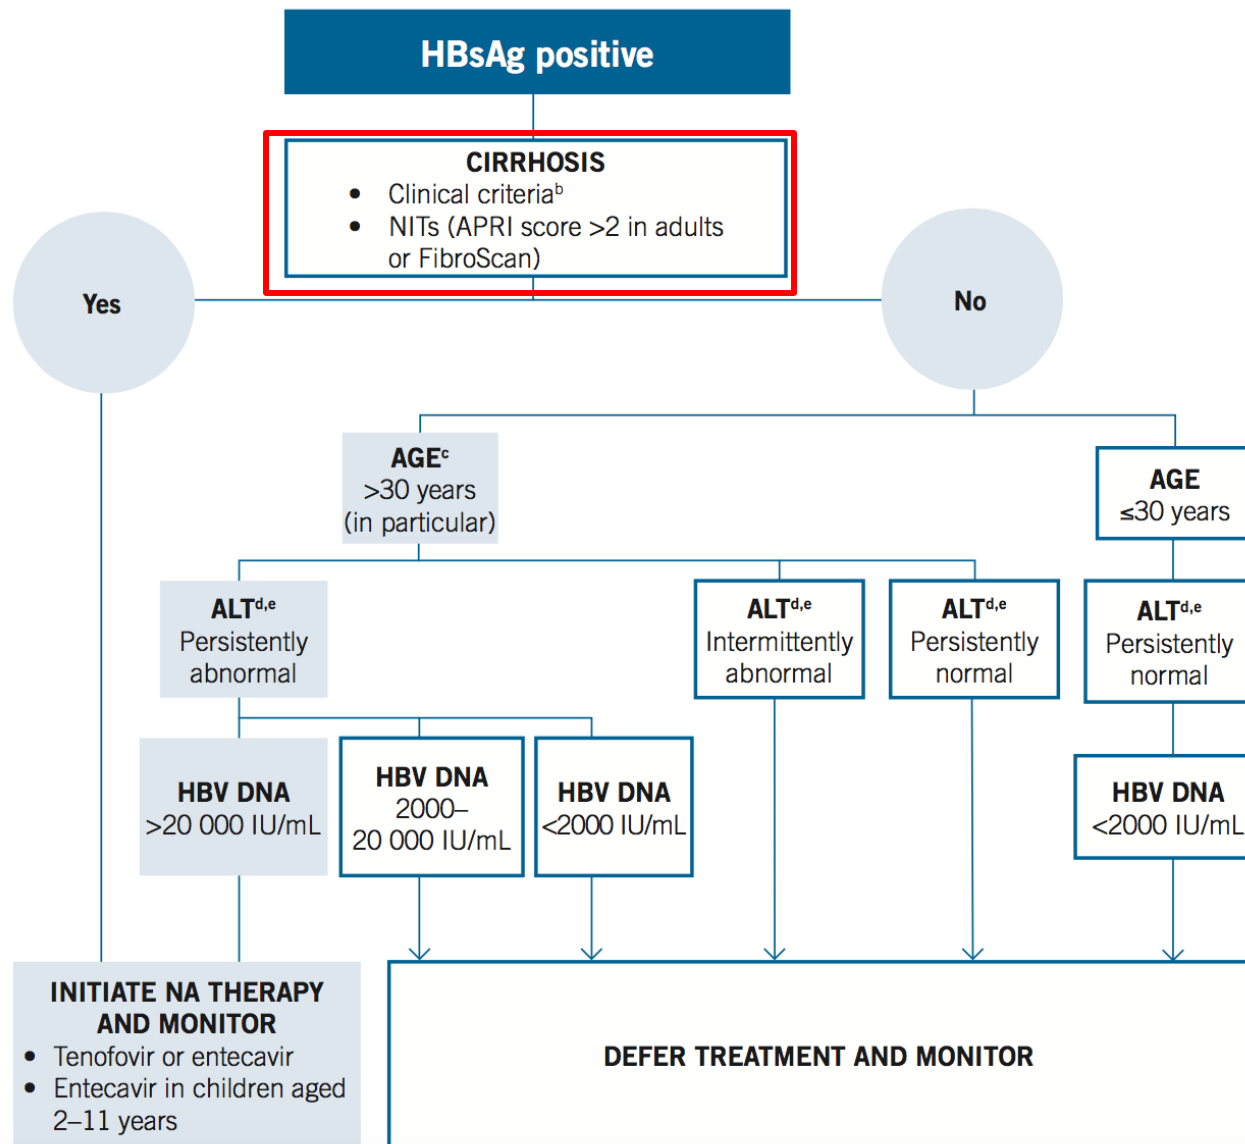 HBsAg positive
CIRRHOSIS
• Clinical criteriaᵇ
• NITs (APRI score >2 in adults
or FibroScan)
Yes
No
AGEᶜ
>30 years
(in particular)
AGE
≤30 years
ALTᵈ,ᵉ
Persistently
abnormal
ALTᵈ,ᵉ
Intermittently
abnormal
ALTᵈ,ᵉ
Persistently
normal
ALTᵈ,ᵉ
Persistently
normal
HBV DNA
>20 000 IU/mL
HBV DNA
2000–
20 000 IU/mL
HBV DNA
<2000 IU/mL
HBV DNA
<2000 IU/mL
INITIATE NA THERAPY
AND MONITOR
• Tenofovir or entecavir
• Entecavir in children aged
2–11 years
DEFER TREATMENT AND MONITOR